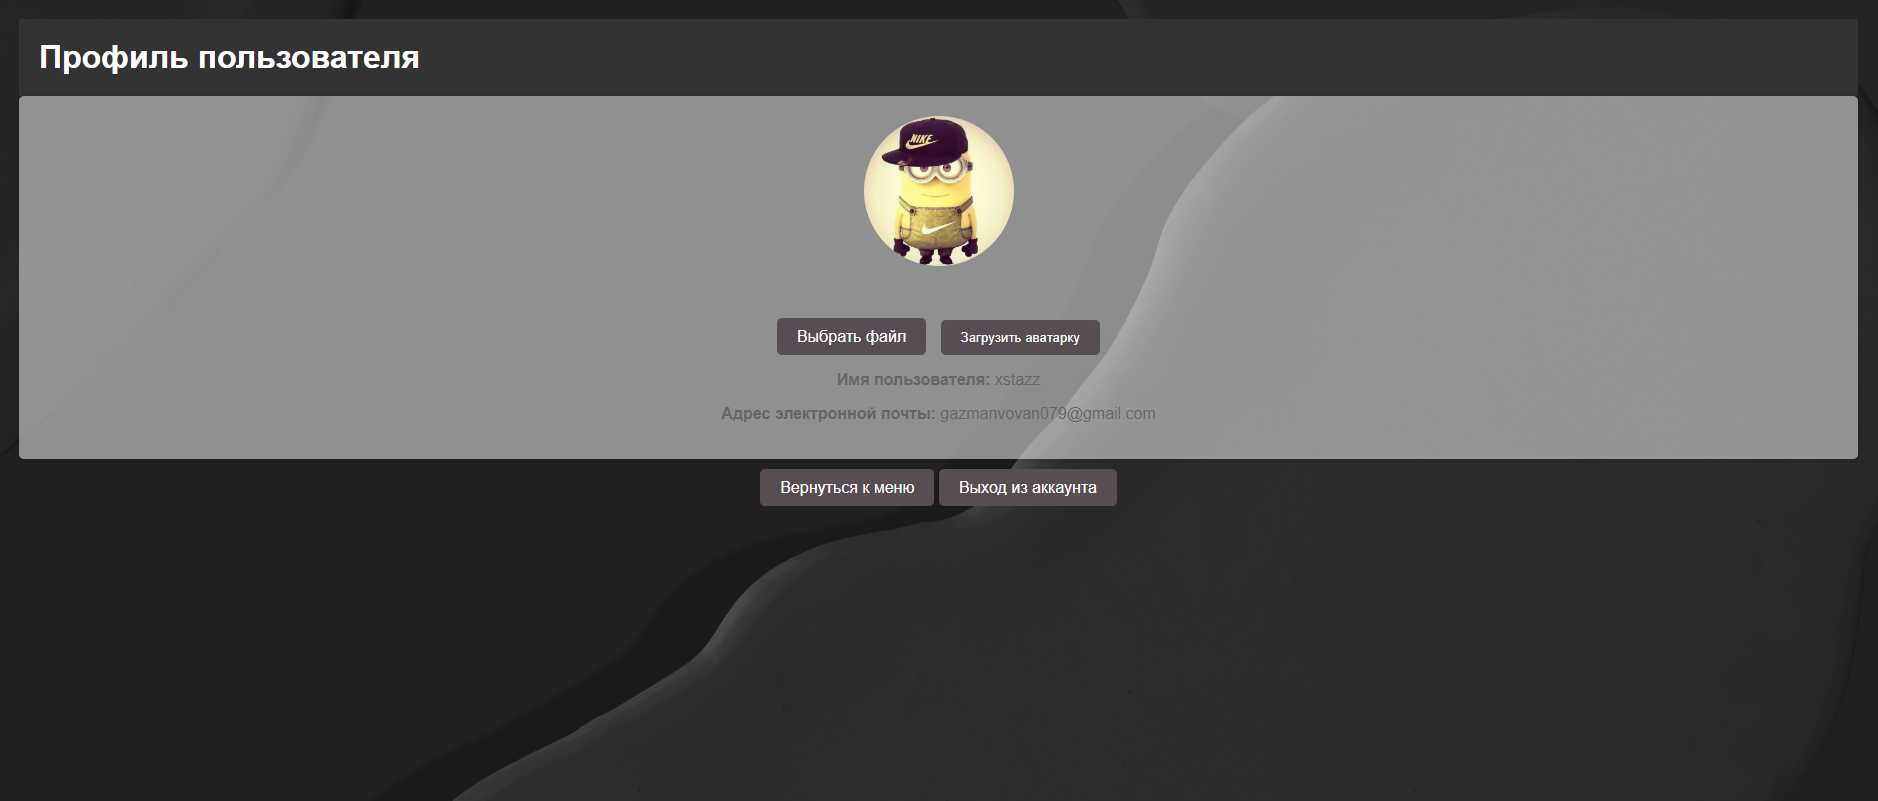 Профиль пользователя
NIKE
Выбрать файл Загрузить аватарку
Имя пользователя: xstazz
Адрес электронной почты: gazmanvovan079@gmail.com
Вернуться к меню Выход из аккаунта